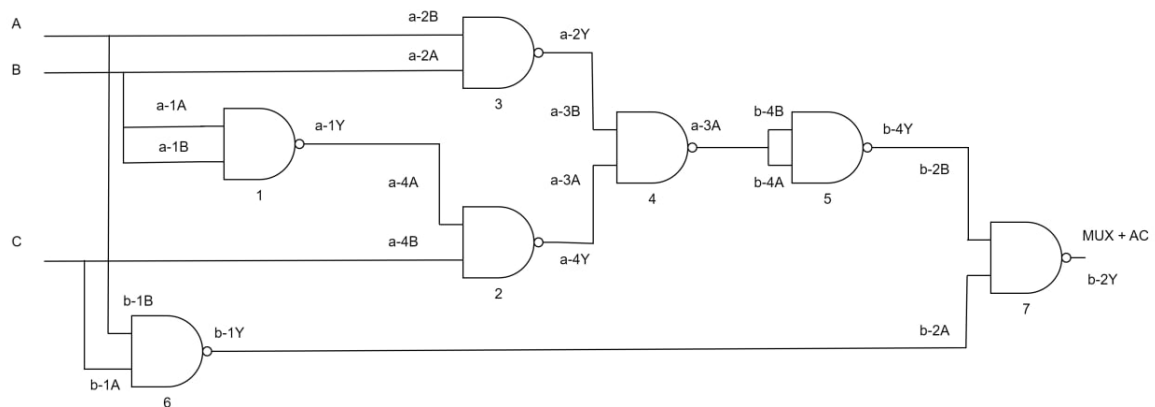 A
a-2B
a-2Y
B
a-2A
3
a-1A
a-1Y
a-3B
a-3A
b-4B
b-4Y
a-1B
a-4A
a-3A
b-4A
b-2B
1
4
5
C
a-4B
a-4Y
MUX + AC
b-2Y
2
7
b-1B
b-1Y
b-2A
b-1A
6